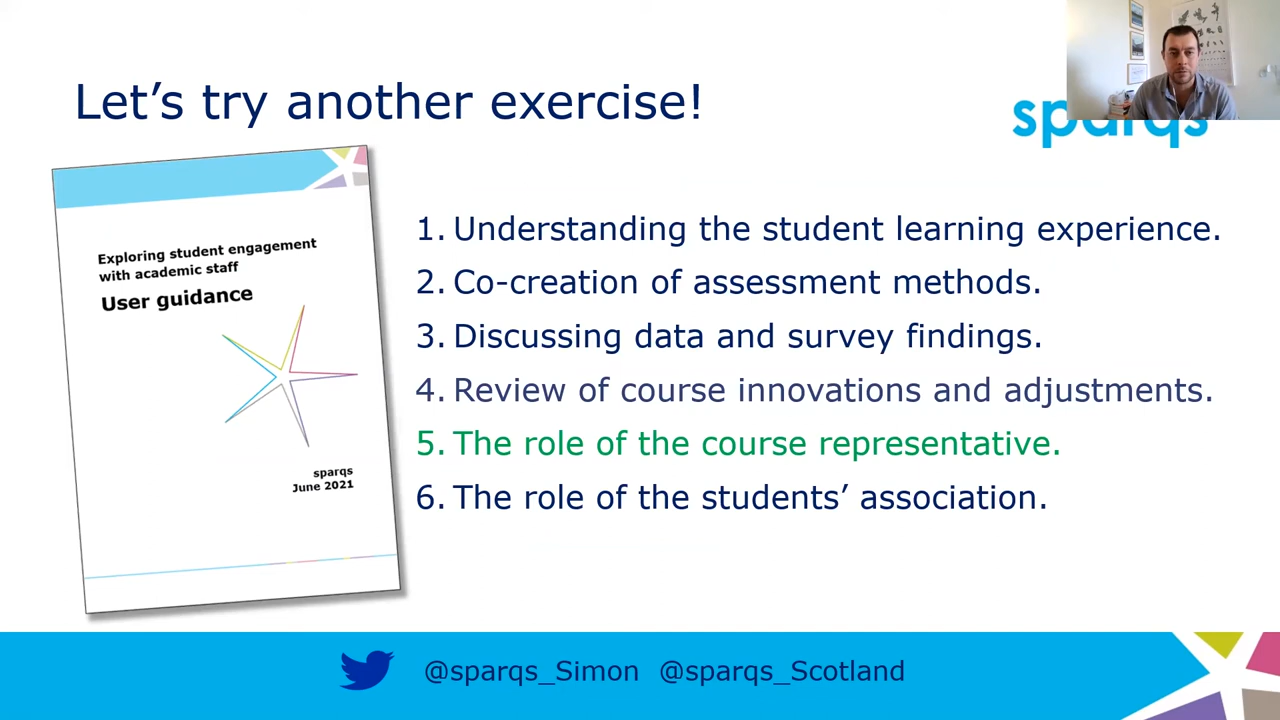 Let's try another exercise!
sparqs
Exploring student engagement
with academic staff
User guidance
sparqs
June 2021
1. Understanding the student learning experience.
2. Co-creation of assessment methods.
3. Discussing data and survey findings.
4. Review of course innovations and adjustments.
5. The role of the course representative.
6. The role of the students’ association.
@sparqs_Simon @sparqs_Scotland